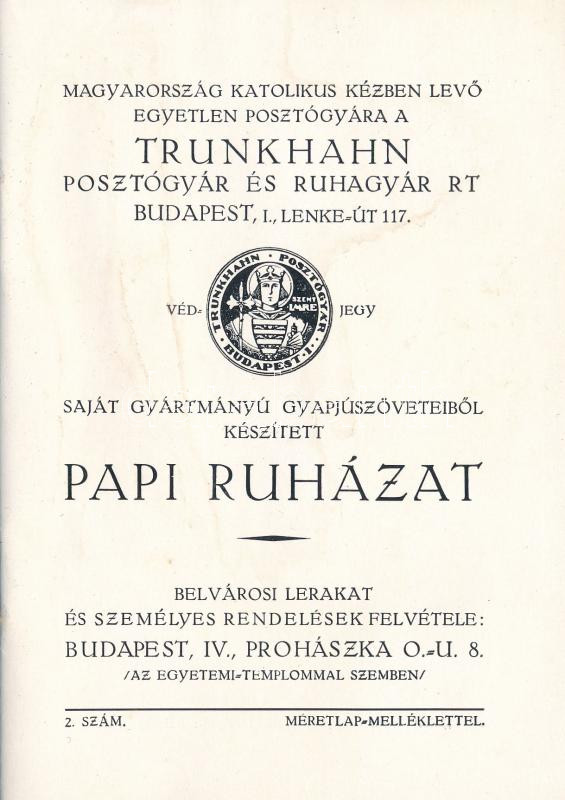 MAGYARORSZÁG KATOLIKUS KÉZBEN LEVŐ
EGYETLEN POSZTÓGYÁRA A
TRUNKHAHN
POSZTÓGYÁR ÉS RUHAGYÁR RT
BUDAPEST, I., LENKE=ÚT 117.
VÉD=
TRUNKHAHN · POSZTÓGYÁR · BUDAPEST · I ·
SZENT
IMRE
JEGY
SAJÁT GYÁRTMÁNYÚ GYAPJÚSZÖVETEIBŐL
KÉSZÍTETT
PAPI RUHÁZAT
BELVÁROSI LERAKAT
ÉS SZEMÉLYES RENDELÉSEK FELVÉTELE:
BUDAPEST, IV., PROHÁSZKA O.=U. 8.
/AZ EGYETEMI=TEMPLOMMAL SZEMBEN/
2. SZÁM.
MÉRETLAP=MELLÉKLETTEL.